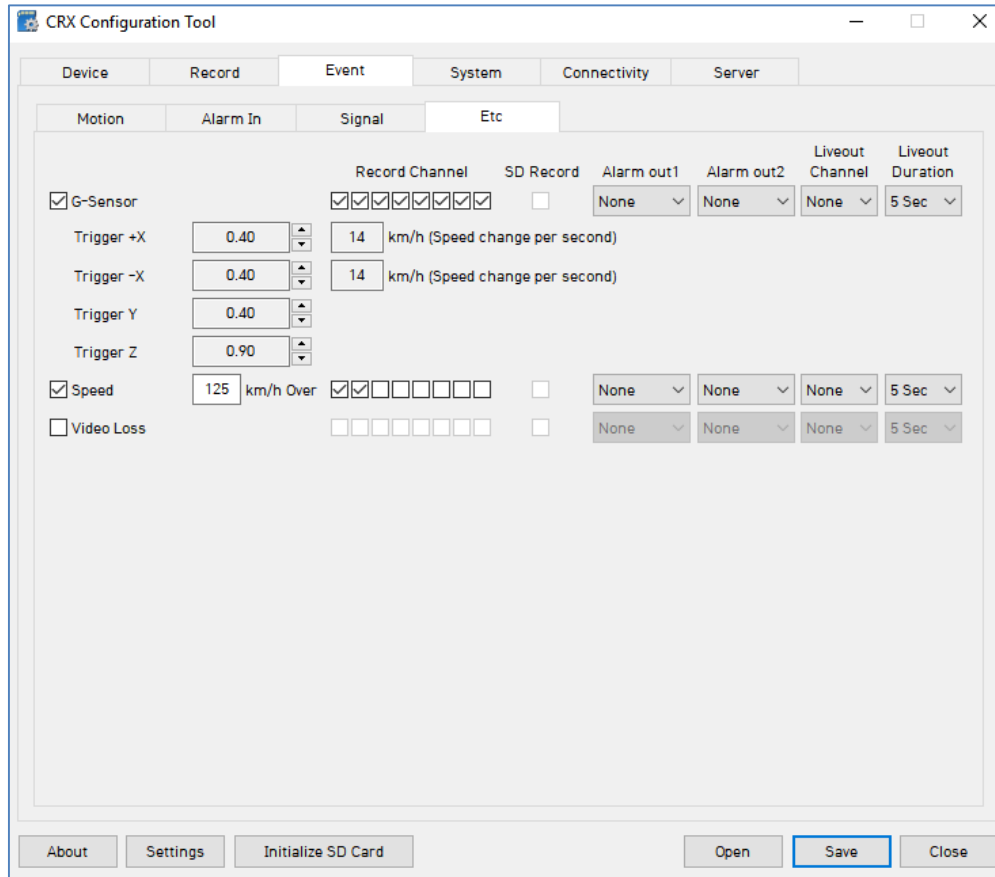 CRX Configuration Tool
Device Record Event System Connectivity Server
Motion Alarm In Signal Etc
Record Channel SD Record Alarm out1 Alarm out2 Liveout Channel Liveout Duration
G-Sensor None None None 5 Sec
Trigger +X 0.40 14 km/h (Speed change per second)
Trigger -X 0.40 14 km/h (Speed change per second)
Trigger Y 0.40
Trigger Z 0.90
Speed 125 km/h Over None None None 5 Sec
Video Loss None None None 5 Sec
About Settings Initialize SD Card Open Save Close